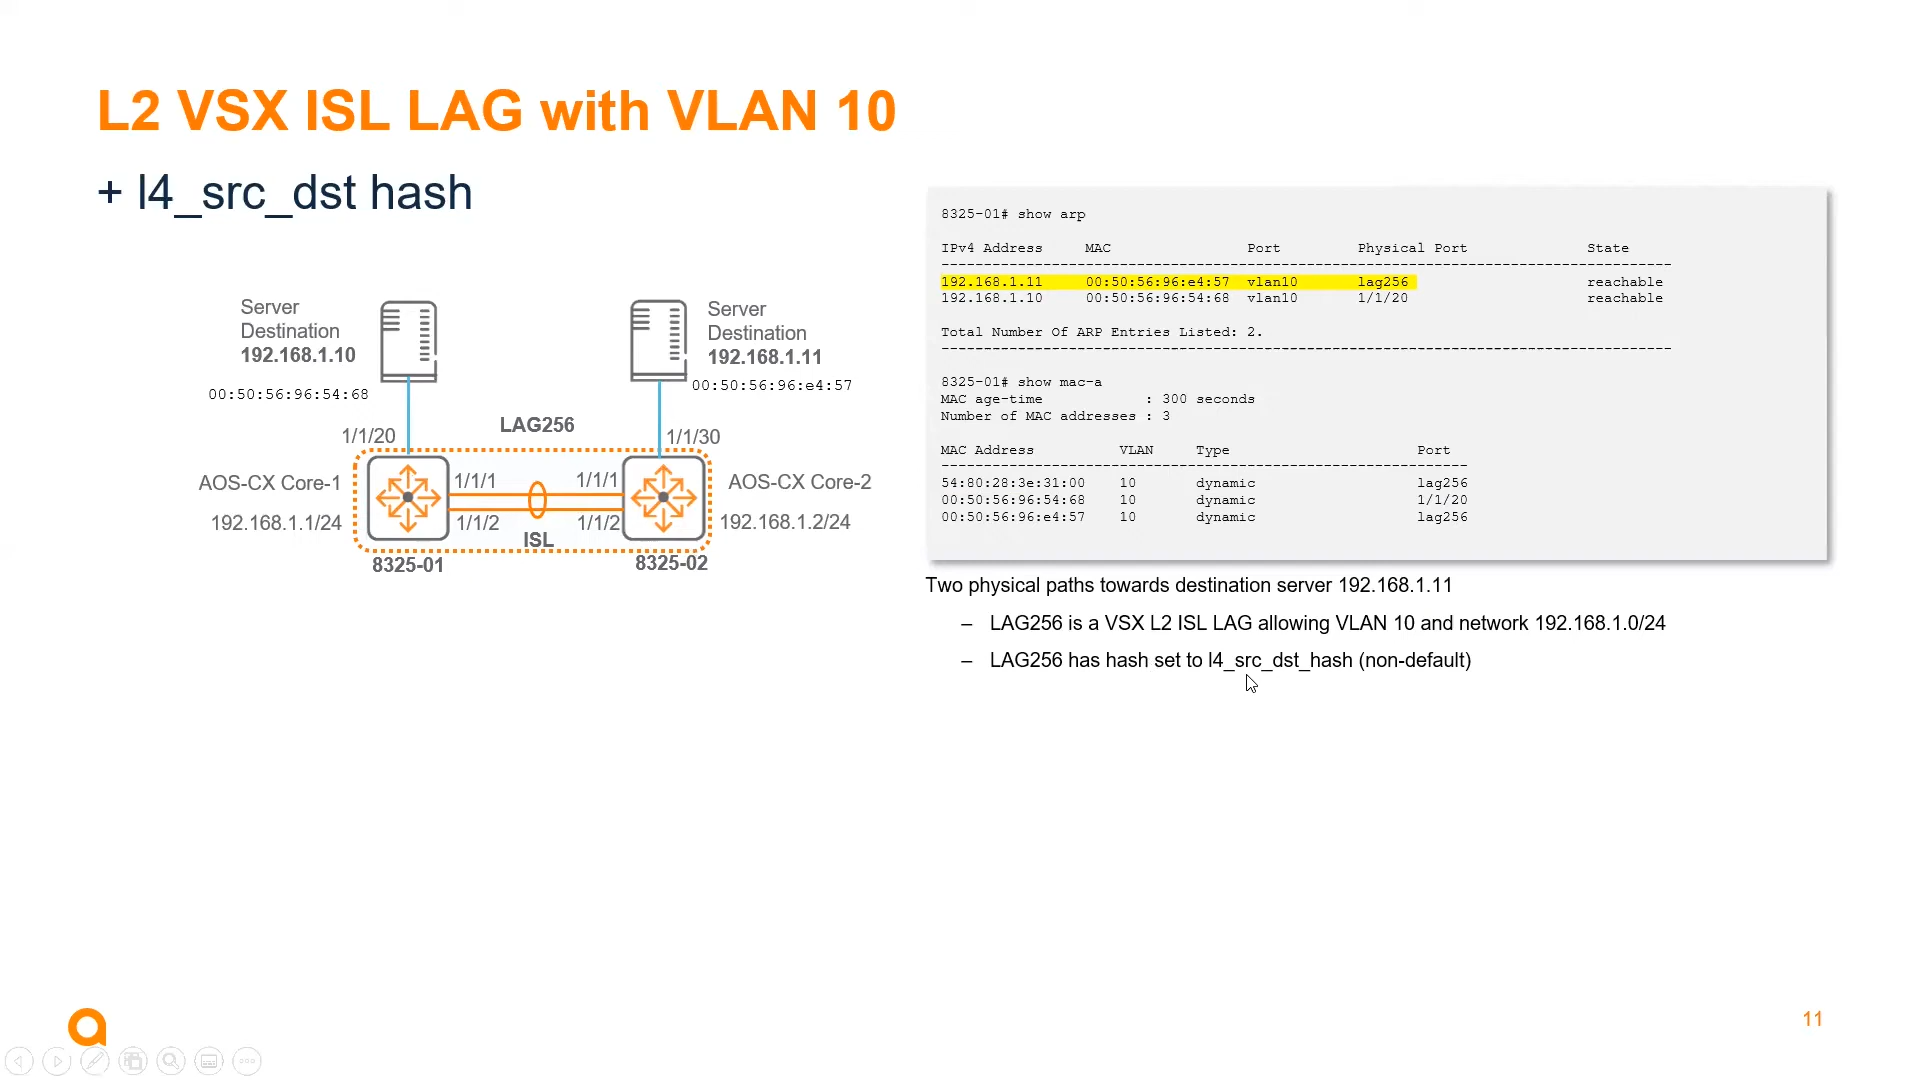 L2 VSX ISL LAG with VLAN 10
+ l4_src_dst hash
Server
Destination
192.168.1.10
00:50:56:96:54:68
Server
Destination
192.168.1.11
00:50:56:96:e4:57
LAG256
1/1/20
1/1/30
AOS-CX Core-1
192.168.1.1/24
1/1/1
1/1/1
1/1/2
1/1/2
ISL
AOS-CX Core-2
192.168.1.2/24
8325-01
8325-02
8325-01# show arp
IPv4 Address MAC Port Physical Port State
-------------------------------------------------------------------------------------
192.168.1.11 00:50:56:96:e4:57 vlan10 lag256 reachable
192.168.1.10 00:50:56:96:54:68 vlan10 1/1/20 reachable
Total Number Of ARP Entries Listed: 2.
-------------------------------------------------------------------------------------
8325-01# show mac-a
MAC age-time : 300 seconds
Number of MAC addresses : 3
MAC Address VLAN Type Port
--------------------------------------------------------------
54:80:28:3e:31:00 10 dynamic lag256
00:50:56:96:54:68 10 dynamic 1/1/20
00:50:56:96:e4:57 10 dynamic lag256
Two physical paths towards destination server 192.168.1.11
– LAG256 is a VSX L2 ISL LAG allowing VLAN 10 and network 192.168.1.0/24
– LAG256 has hash set to l4_src_dst_hash (non-default)
11